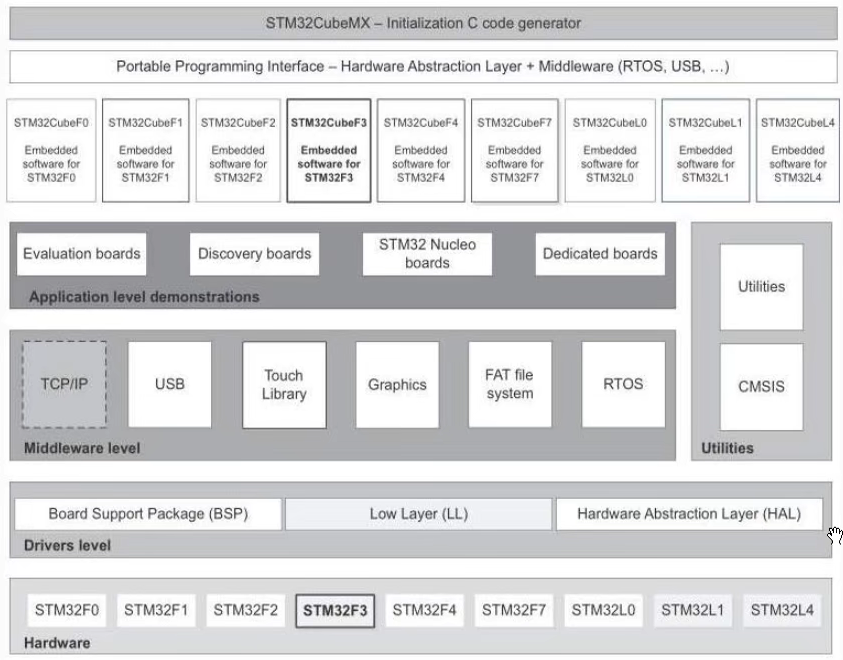 STM32CubeMX – Initialization C code generator
Portable Programming Interface – Hardware Abstraction Layer + Middleware (RTOS, USB, …)
STM32CubeF0 STM32CubeF1 STM32CubeF2 STM32CubeF3 STM32CubeF4 STM32CubeF7 STM32CubeL0 STM32CubeL1 STM32CubeL4
Embedded Embedded Embedded Embedded Embedded Embedded Embedded Embedded Embedded
software for software for software for software for software for software for software for software for software for
STM32F0 STM32F1 STM32F2 STM32F3 STM32F4 STM32F7 STM32L0 STM32L1 STM32L4
Evaluation boards
Discovery boards
STM32 Nucleo
boards
Dedicated boards
Application level demonstrations
TCP/IP
USB
Touch
Library
Graphics
FAT file
system
RTOS
Middleware level
Utilities
CMSIS
Utilities
Board Support Package (BSP)
Low Layer (LL)
Hardware Abstraction Layer (HAL)
Drivers level
STM32F0 STM32F1 STM32F2 STM32F3 STM32F4 STM32F7 STM32L0 STM32L1 STM32L4
Hardware